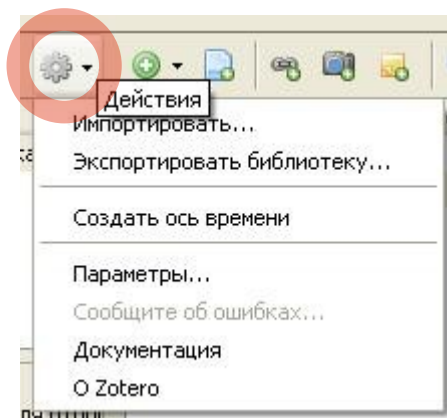 Действия
Импортировать...
Экспортировать библиотеку...
Создать ось времени
Параметры...
Сообщите об ошибках...
Документация
О Zotero